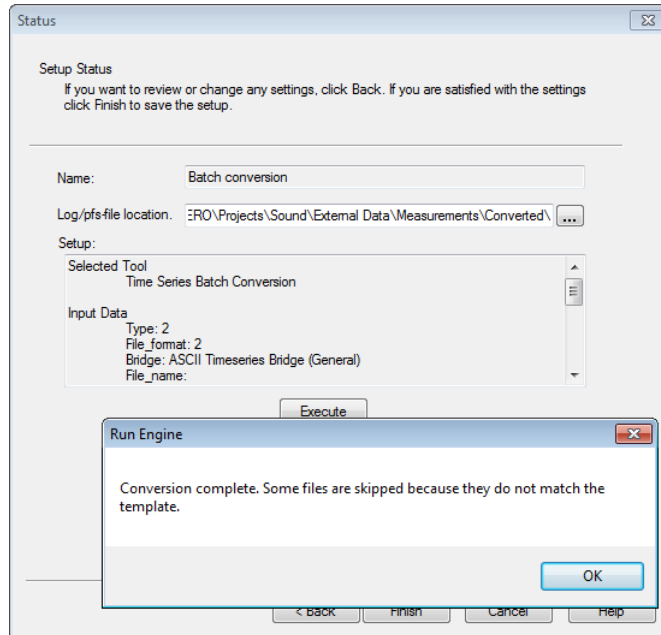 Status
Setup Status
If you want to review or change any settings, click Back. If you are satisfied with the settings
click Finish to save the setup.
Name:
Batch conversion
Log/pfs-file location.
ERO\Projects\Sound\External Data\Measurements\Converted\
...
Setup:
Selected Tool
Time Series Batch Conversion
Input Data
Type: 2
File_format: 2
Bridge: ASCII Timeseries Bridge (General)
File_name:
Execute
Run Engine
Conversion complete. Some files are skipped because they do not match the
template.
OK
< Back
Finish
Cancel
Help